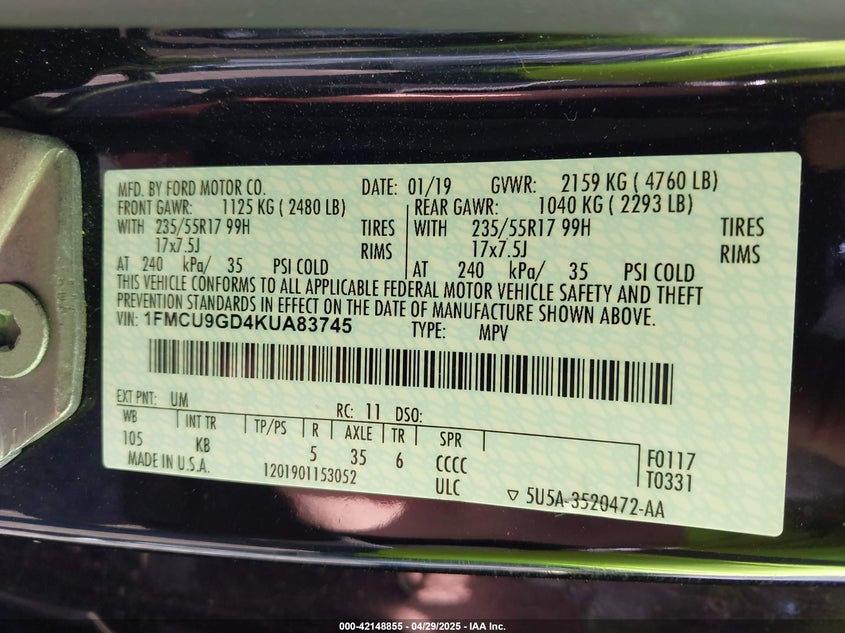 MFD. BY FORD MOTOR CO. DATE: 01/19 GVWR: 2159 KG ( 4760 LB)
FRONT GAWR: 1125 KG ( 2480 LB) REAR GAWR: 1040 KG ( 2293 LB)
WITH 235/55R17 99H TIRES WITH 235/55R17 99H TIRES
17x7.5J RIMS 17x7.5J RIMS
AT 240 kPa/ 35 PSI COLD AT 240 kPa/ 35 PSI COLD
THIS VEHICLE CONFORMS TO ALL APPLICABLE FEDERAL MOTOR VEHICLE SAFETY AND THEFT
PREVENTION STANDARDS IN EFFECT ON THE DATE OF MANUFACTURE SHOWN ABOVE.
VIN: 1FMCU9GD4KUA83745 TYPE: MPV
EXT PNT: UM RC: 11 DSO:
WB INT TR TP/PS R AXLE TR SPR
105 KB 5 35 6 CCCC F0117
MADE IN U.S.A. 1201901153052 ULC T0331
▽ 5U5A-3520472-AA
000-42148855 - 04/29/2025 - IAA Inc.